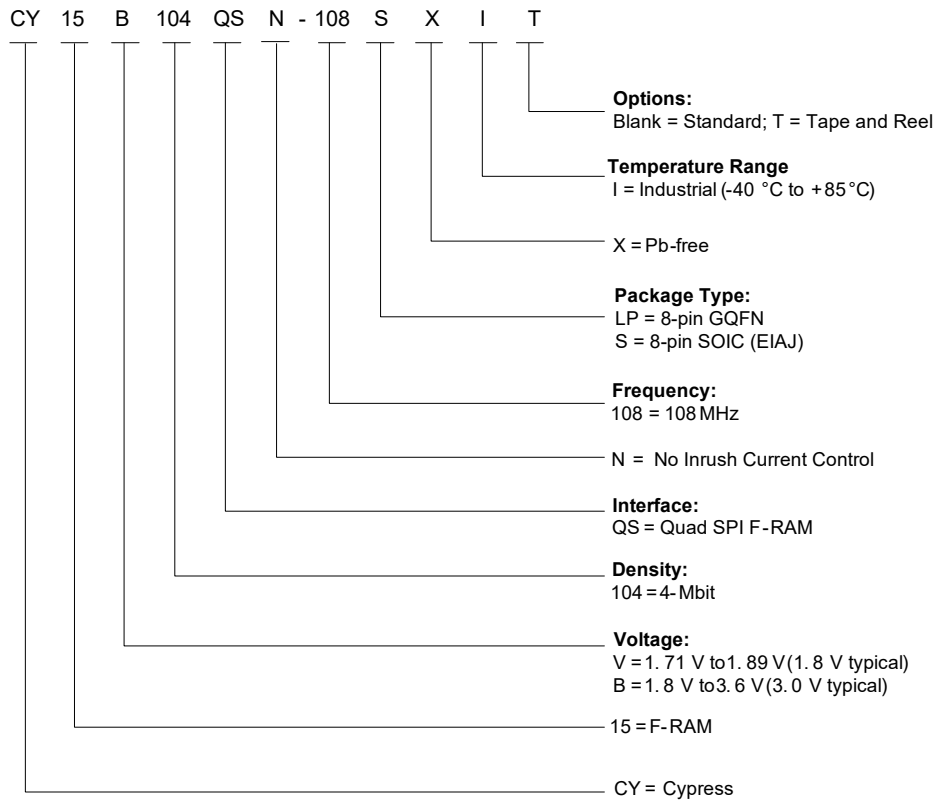 CY 15 B 104 QS N - 108 S X I T
Options:
Blank = Standard; T = Tape and Reel
Temperature Range
I = Industrial (-40 °C to +85°C)
X = Pb-free
Package Type:
LP = 8-pin GQFN
S = 8-pin SOIC (EIAJ)
Frequency:
108 = 108 MHz
N = No Inrush Current Control
Interface:
QS = Quad SPI F-RAM
Density:
104 = 4-Mbit
Voltage:
V = 1. 71 V to 1. 89 V (1. 8 V typical)
B = 1. 8 V to 3. 6 V (3. 0 V typical)
15 = F-RAM
CY = Cypress